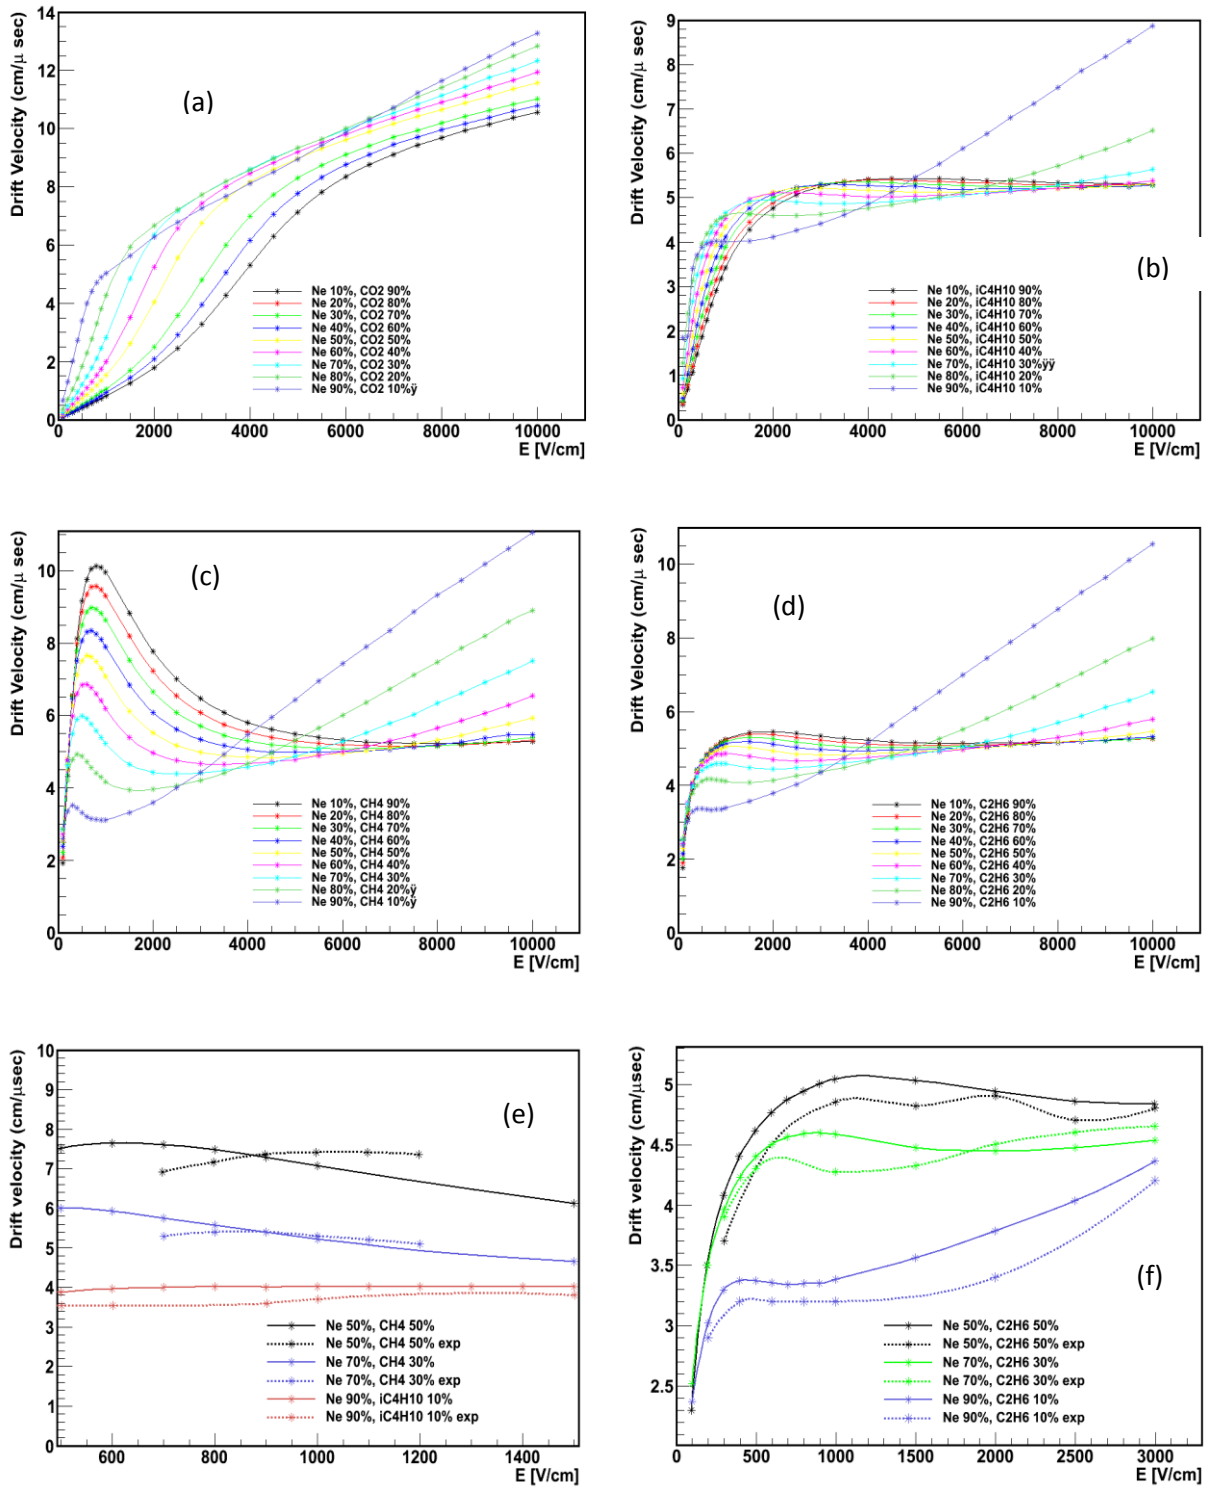 Drift Velocity (cm/μ sec)
14
12
10
8
6
4
2
0
(a)
Ne 10%, CO2 90%
Ne 20%, CO2 80%
Ne 30%, CO2 70%
Ne 40%, CO2 60%
Ne 50%, CO2 50%
Ne 60%, CO2 40%
Ne 70%, CO2 30%
Ne 80%, CO2 20%
Ne 90%, CO2 10%ÿ
0 2000 4000 6000 8000 10000
E [V/cm]
Drift Velocity (cm/μ sec)
9
8
7
6
5
4
3
2
1
0
(b)
Ne 10%, iC4H10 90%
Ne 20%, iC4H10 80%
Ne 30%, iC4H10 70%
Ne 40%, iC4H10 60%
Ne 50%, iC4H10 50%
Ne 60%, iC4H10 40%
Ne 70%, iC4H10 30%ÿÿ
Ne 80%, iC4H10 20%
Ne 90%, iC4H10 10%
0 2000 4000 6000 8000 10000
E [V/cm]
Drift Velocity (cm/μ sec)
10
8
6
4
2
0
(c)
Ne 10%, CH4 90%
Ne 20%, CH4 80%
Ne 30%, CH4 70%
Ne 40%, CH4 60%
Ne 50%, CH4 50%
Ne 60%, CH4 40%
Ne 70%, CH4 30%
Ne 80%, CH4 20%ÿ
Ne 90%, CH4 10%ÿ
0 2000 4000 6000 8000 10000
E [V/cm]
Drift Velocity (cm/μ sec)
10
8
6
4
2
0
(d)
Ne 10%, C2H6 90%
Ne 20%, C2H6 80%
Ne 30%, C2H6 70%
Ne 40%, C2H6 60%
Ne 50%, C2H6 50%
Ne 60%, C2H6 40%
Ne 70%, C2H6 30%
Ne 80%, C2H6 20%
Ne 90%, C2H6 10%
0 2000 4000 6000 8000 10000
E [V/cm]
Drift velocity (cm/μsec)
10
9
8
7
6
5
4
3
2
1
0
(e)
Ne 50%, CH4 50%
Ne 50%, CH4 50% exp
Ne 70%, CH4 30%
Ne 70%, CH4 30% exp
Ne 90%, iC4H10 10%
Ne 90%, iC4H10 10% exp
600 800 1000 1200 1400
E [V/cm]
Drift velocity (cm/μsec)
5
4.5
4
3.5
3
2.5
(f)
Ne 50%, C2H6 50%
Ne 50%, C2H6 50% exp
Ne 70%, C2H6 30%
Ne 70%, C2H6 30% exp
Ne 90%, C2H6 10%
Ne 90%, C2H6 10% exp
0 500 1000 1500 2000 2500 3000
E [V/cm]